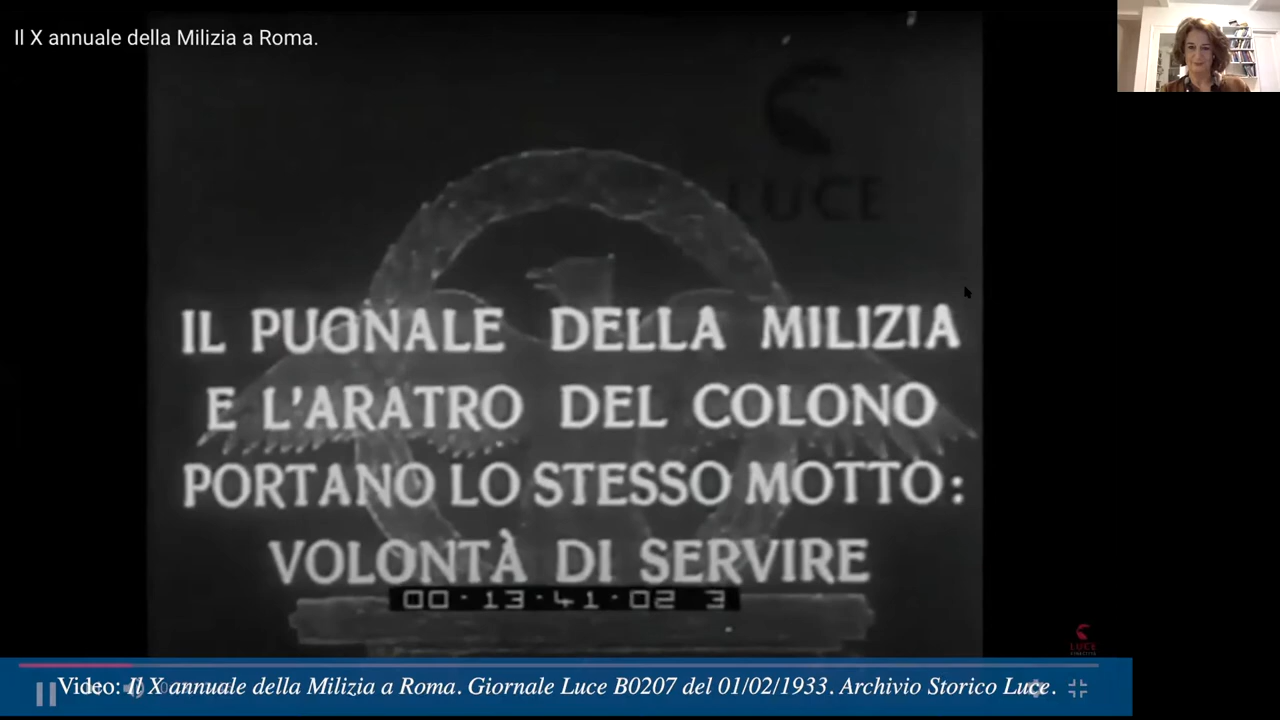 Il X annuale della Milizia a Roma.
LUCE
IL PUGNALE DELLA MILIZIA
E L'ARATRO DEL COLONO
PORTANO LO STESSO MOTTO:
VOLONTÀ DI SERVIRE
00·13·41·02 3
LUCE
Video: Il X annuale della Milizia a Roma. Giornale Luce B0207 del 01/02/1933. Archivio Storico Luce.